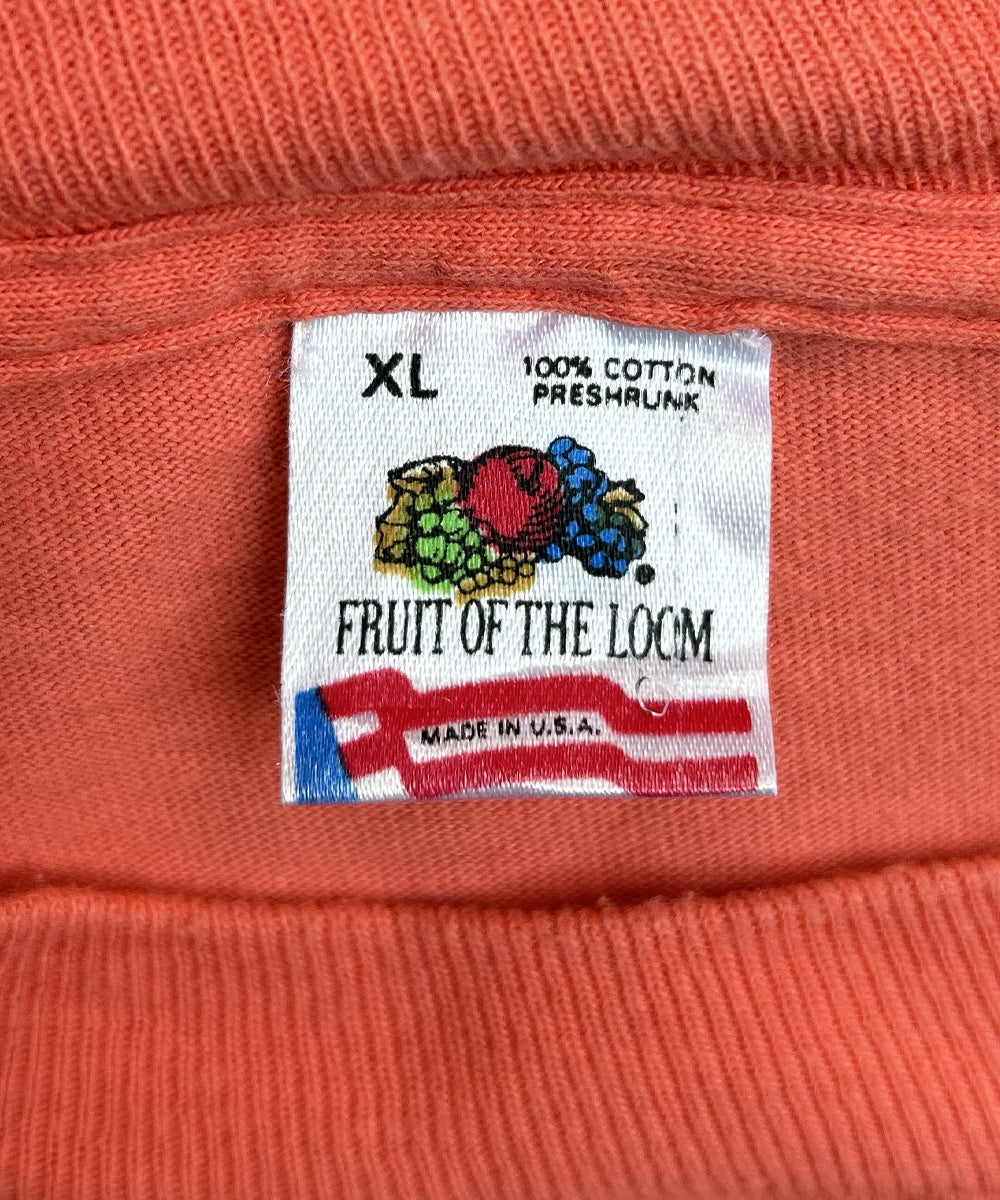 XL
100% COTTON
PRESHRUNK
FRUIT OF THE LOOM
MADE IN U.S.A.